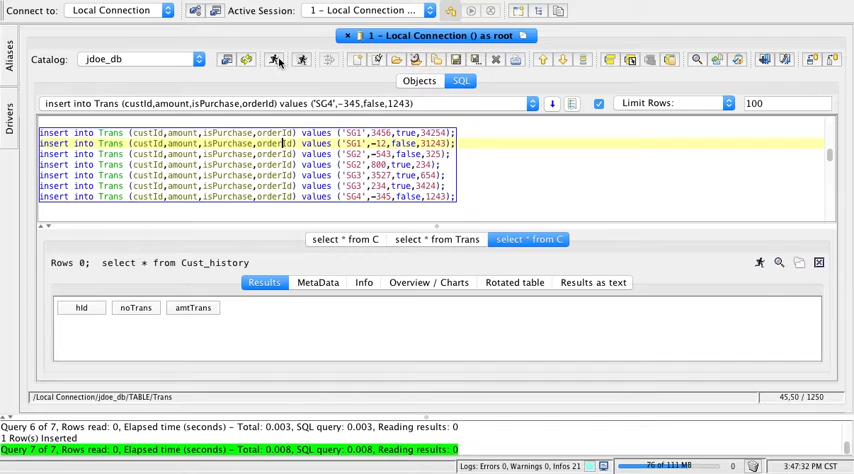 Connect to: Local Connection Active Session: 1 - Local Connection ...
× 1 - Local Connection () as root
Aliases
Drivers
Catalog: jdoe_db
Objects SQL
insert into Trans (custId,amount,isPurchase,orderId) values ('SG4',-345,false,1243) Limit Rows: 100
insert into Trans (custId,amount,isPurchase,orderId) values ('SG1',3456,true,34254);
insert into Trans (custId,amount,isPurchase,orderId) values ('SG1',-12,false,31243);
insert into Trans (custId,amount,isPurchase,orderId) values ('SG2',-543,false,325);
insert into Trans (custId,amount,isPurchase,orderId) values ('SG2',800,true,234);
insert into Trans (custId,amount,isPurchase,orderId) values ('SG3',3527,true,654);
insert into Trans (custId,amount,isPurchase,orderId) values ('SG3',234,true,3424);
insert into Trans (custId,amount,isPurchase,orderId) values ('SG4',-345,false,1243);
select * from C select * from Trans select * from C
Rows 0; select * from Cust_history
Results MetaData Info Overview / Charts Rotated table Results as text
hId noTrans amtTrans
/Local Connection/jdoe_db/TABLE/Trans 45,50 / 1250
Query 6 of 7, Rows read: 0, Elapsed time (seconds) - Total: 0.003, SQL query: 0.003, Reading results: 0
1 Row(s) Inserted
Query 7 of 7, Rows read: 0, Elapsed time (seconds) - Total: 0.008, SQL query: 0.008, Reading results: 0
Logs: Errors 0, Warnings 0, Infos 21 76 of 111 MB 0 3:47:32 PM CST